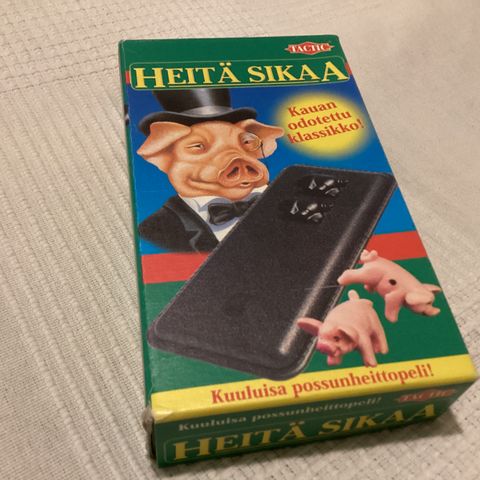 TACTIC
HEITÄ SIKAA
Kauan
odotettu
klassikko!
Kuuluisa possunheittopeli!
Kuuluisa possunheittopeli!
TACTIC
HEITÄ SIKAA